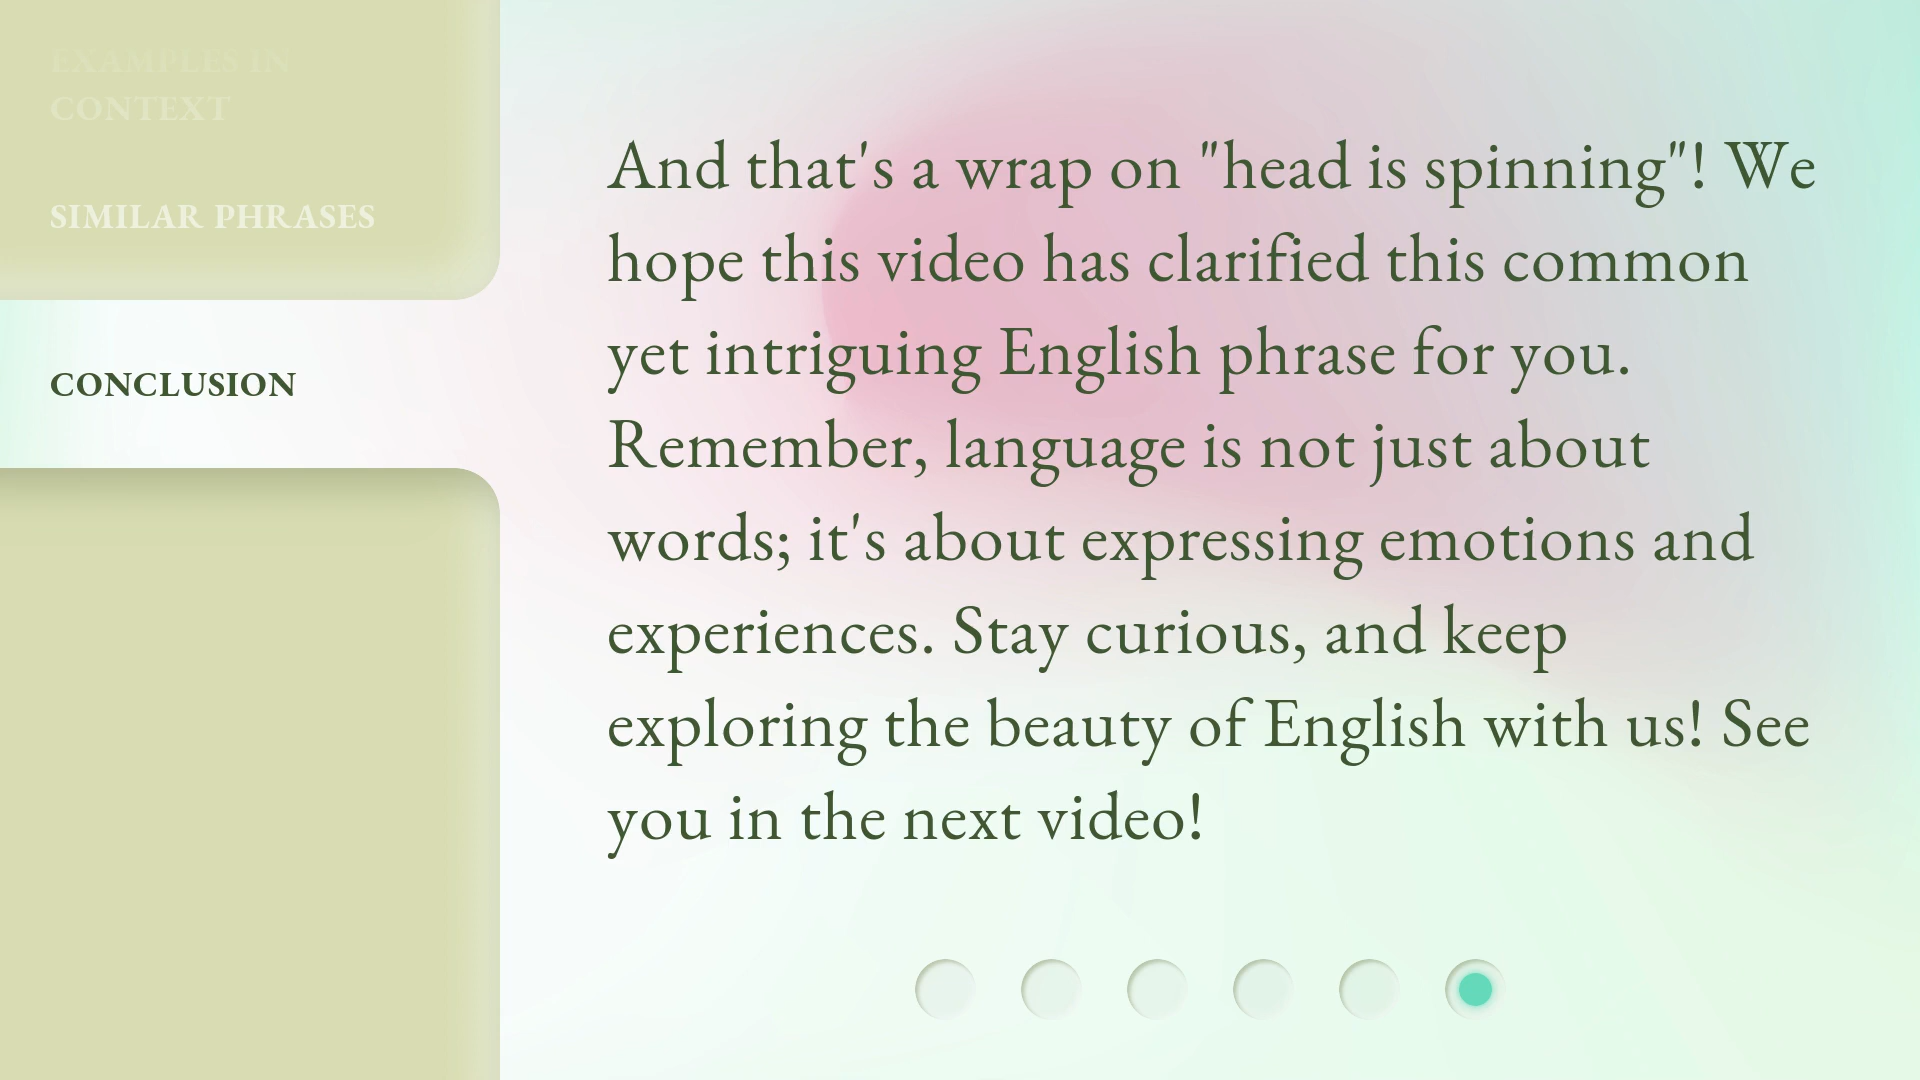 EXAMPLES IN
CONTEXT
SIMILAR PHRASES
CONCLUSION
And that's a wrap on "head is spinning"! We
hope this video has clarified this common
yet intriguing English phrase for you.
Remember, language is not just about
words; it's about expressing emotions and
experiences. Stay curious, and keep
exploring the beauty of English with us! See
you in the next video!